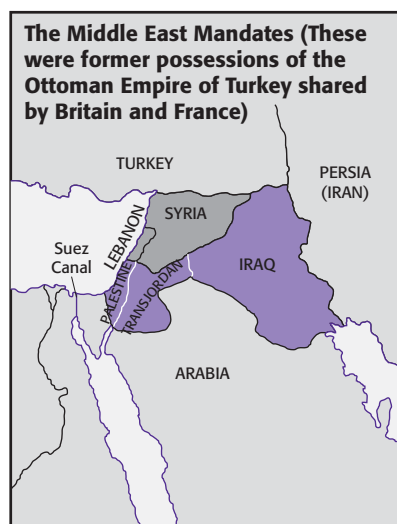 The Middle East Mandates (These
were former possessions of the
Ottoman Empire of Turkey shared
by Britain and France)
TURKEY
PERSIA
(IRAN)
SYRIA
LEBANON
Suez
Canal
IRAQ
PALESTINE
TRANSJORDAN
ARABIA